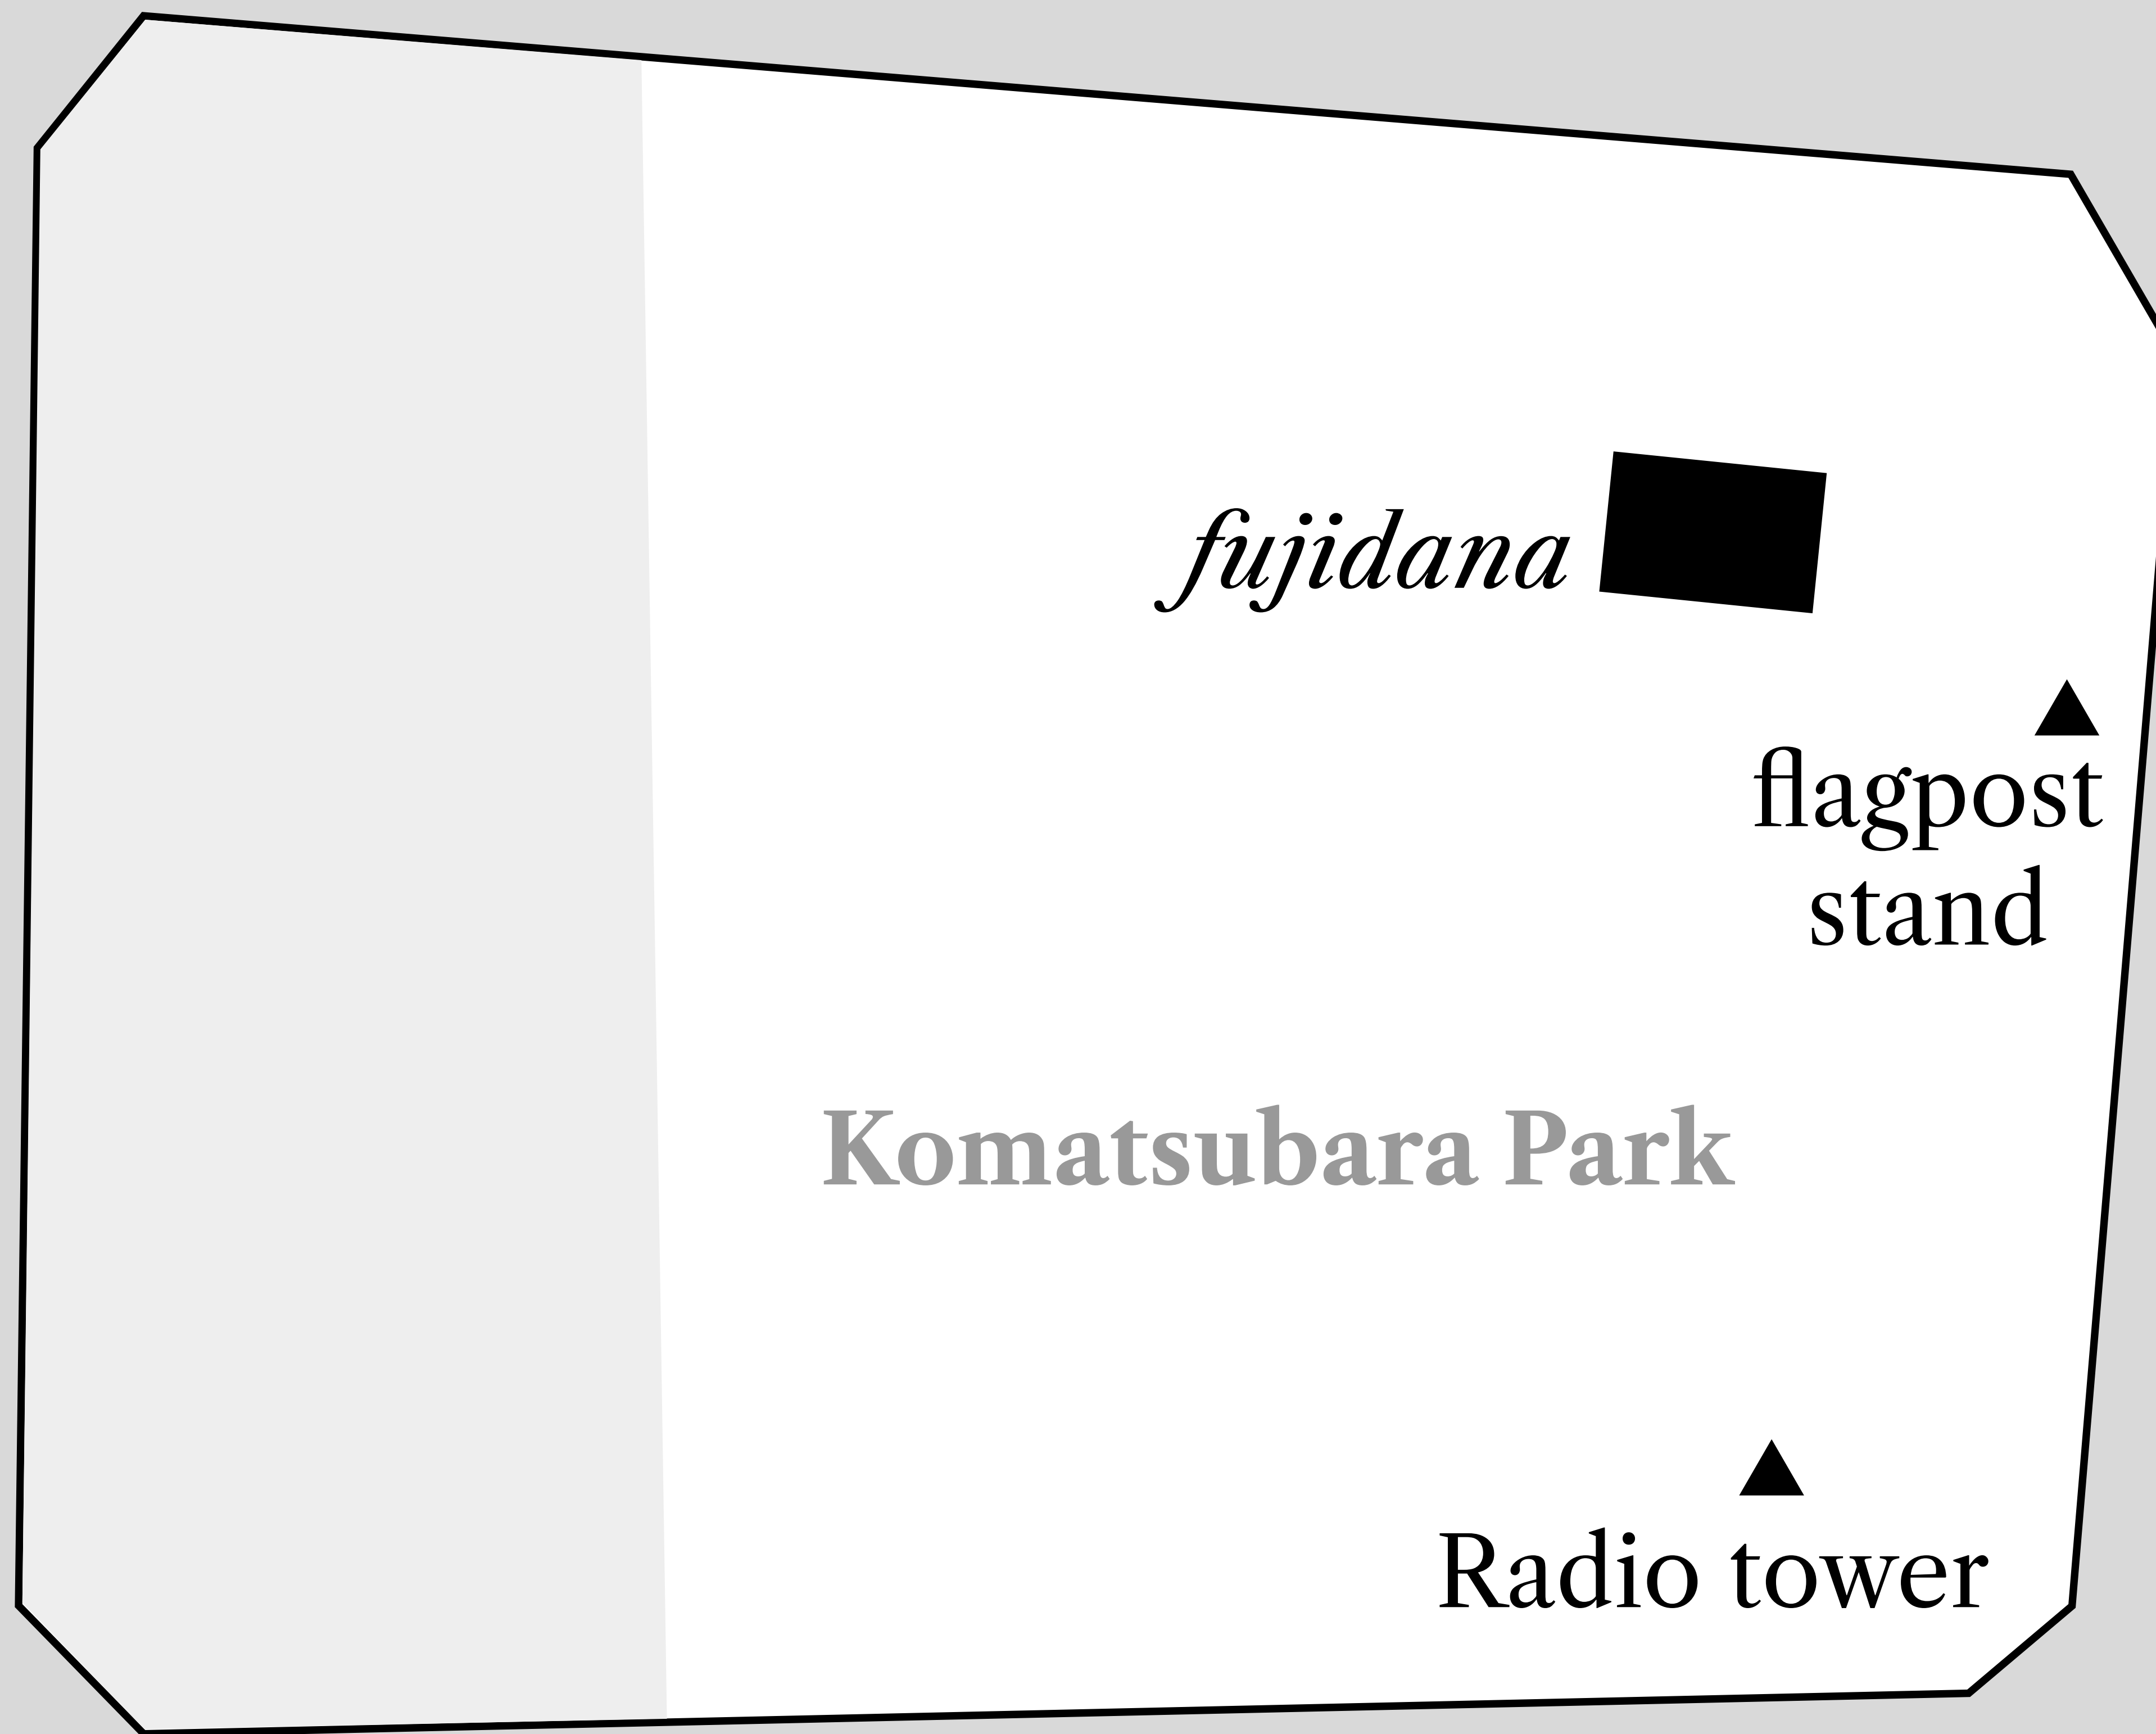 fujidana
flagpost
stand
Komatsubara Park
Radio tower